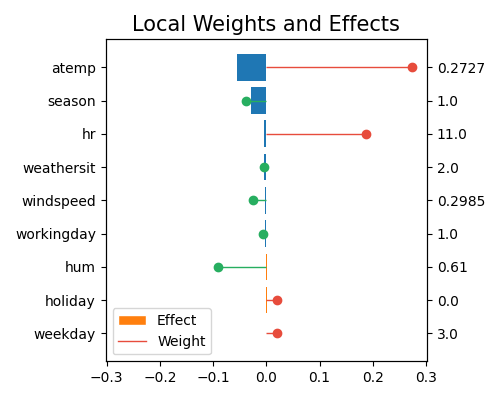 Local Weights and Effects
atemp 0.2727
season 1.0
hr 11.0
weathersit 2.0
windspeed 0.2985
workingday 1.0
hum 0.61
holiday 0.0
weekday 3.0
Effect
Weight
−0.3 −0.2 −0.1 0.0 0.1 0.2 0.3